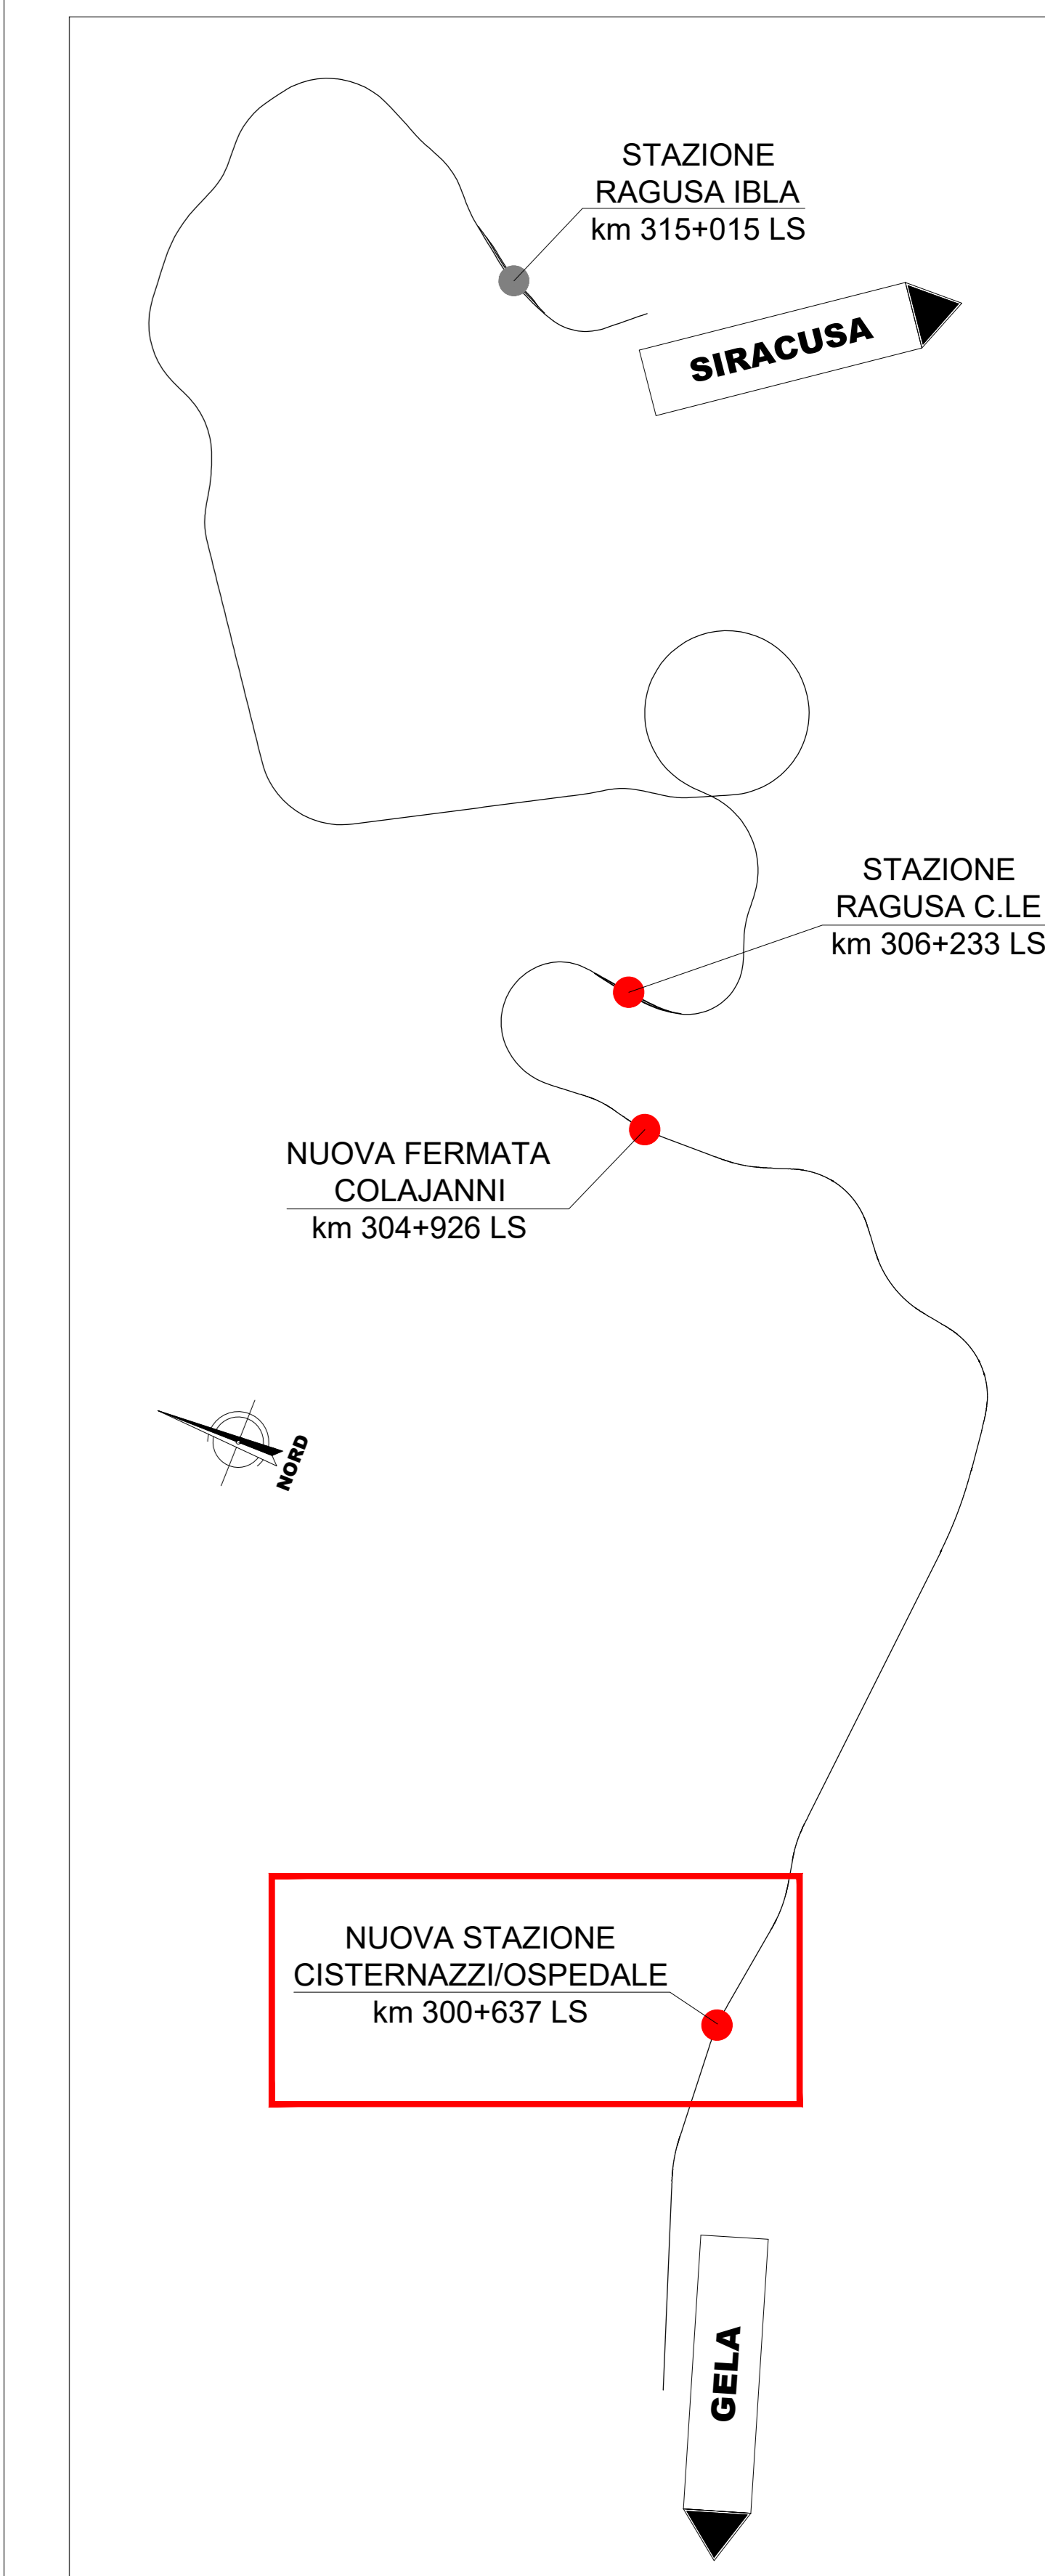 STAZIONE
RAGUSA IBLA
km 315+015 LS
SIRACUSA
STAZIONE
RAGUSA C.LE
km 306+233 LS
NUOVA FERMATA
COLAJANNI
km 304+926 LS
NORD
NUOVA STAZIONE
CISTERNAZZI/OSPEDALE
km 300+637 LS
GELA